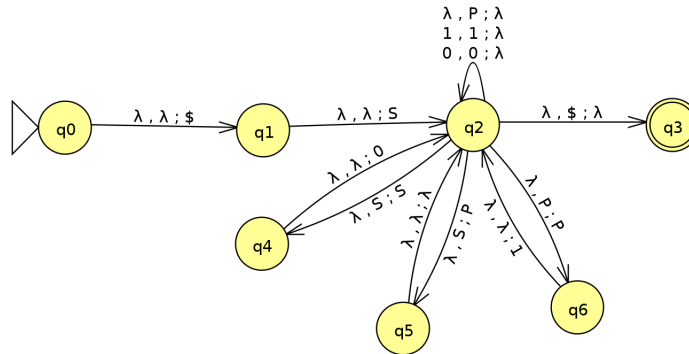 λ , P ; λ
1 , 1 ; λ
0 , 0 ; λ
q0
λ , λ ; $
q1
λ , λ ; S
q2
λ , $ ; λ
q3
λ , λ ; 0
λ , S ; S
q4
λ , λ ; λ
λ , S ; P
q5
λ , P ; P
λ , λ ; 1
q6